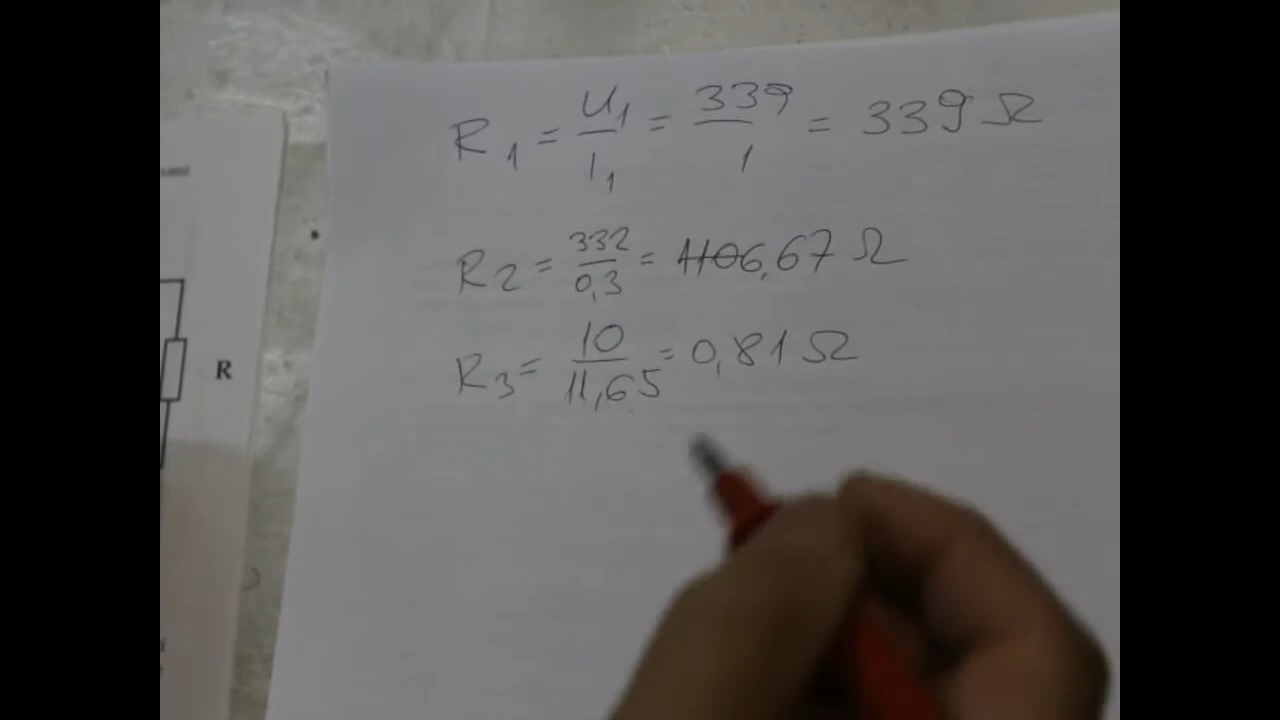 R1 = U1/I1 = 339/1 = 339 Ω
R2 = 332/0,3 = 1106,67 Ω
R3 = 10/11,65 = 0,81 Ω
R